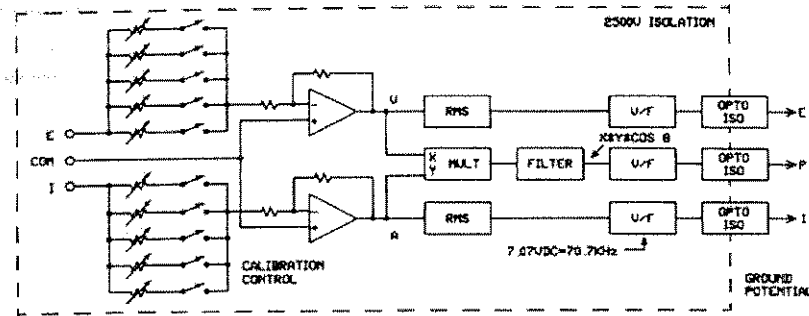 2500V ISOLATION
V
RMS
V/F
OPTO
ISO
E
E
X*Y*COS θ
COM
X
Y
MULT
FILTER
V/F
OPTO
ISO
P
I
RMS
V/F
OPTO
ISO
I
A
7.07VDC=70.7KHz
CALIBRATION
CONTROL
GROUND
POTENTIAL